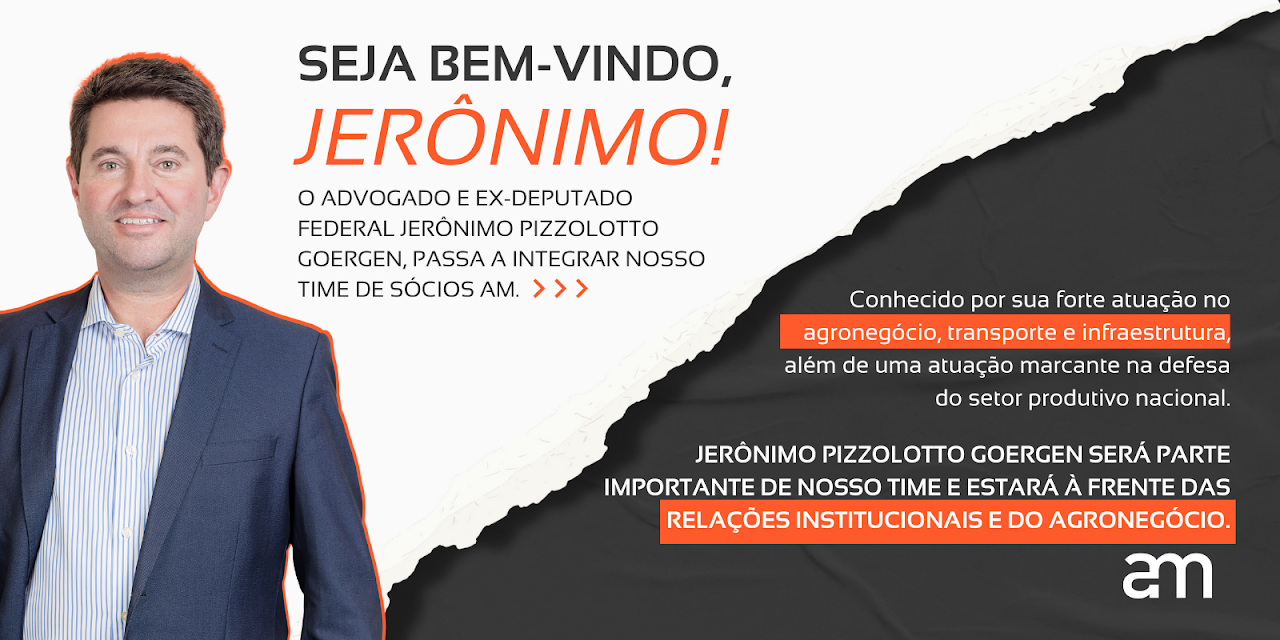 SEJA BEM-VINDO,
JERÔNIMO!
O ADVOGADO E EX-DEPUTADO
FEDERAL JERÔNIMO PIZZOLOTTO
GOERGEN, PASSA A INTEGRAR NOSSO
TIME DE SÓCIOS AM.
Conhecido por sua forte atuação no
agronegócio, transporte e infraestrutura,
além de uma atuação marcante na defesa
do setor produtivo nacional.
JERÔNIMO PIZZOLOTTO GOERGEN SERÁ PARTE
IMPORTANTE DE NOSSO TIME E ESTARÁ À FRENTE DAS
RELAÇÕES INSTITUCIONAIS E DO AGRONEGÓCIO.
am